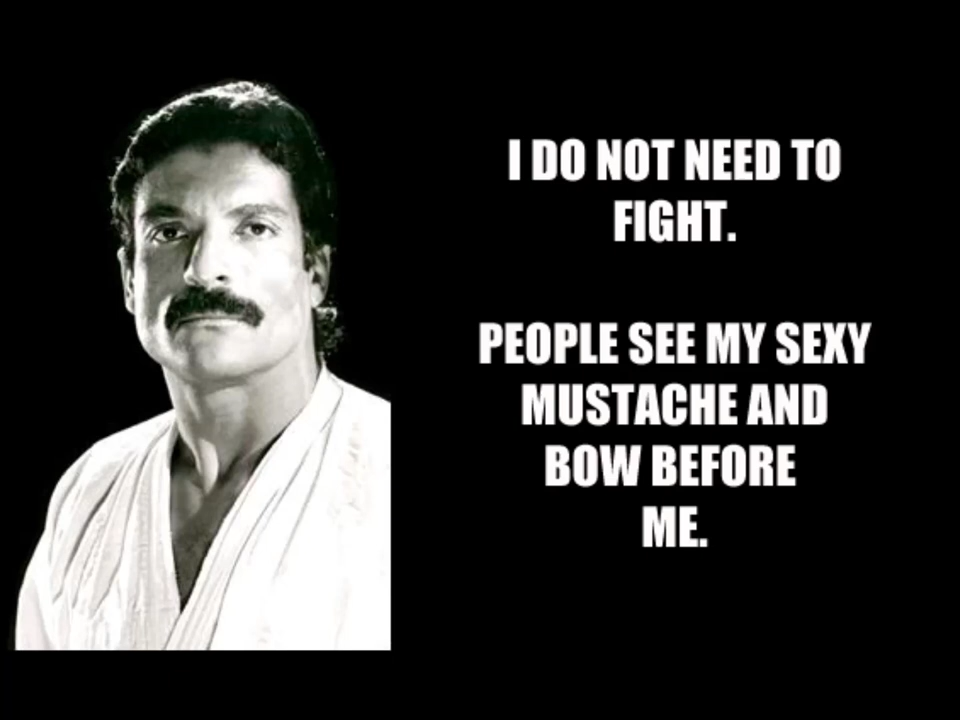 I DO NOT NEED TO
FIGHT.
PEOPLE SEE MY SEXY
MUSTACHE AND
BOW BEFORE
ME.